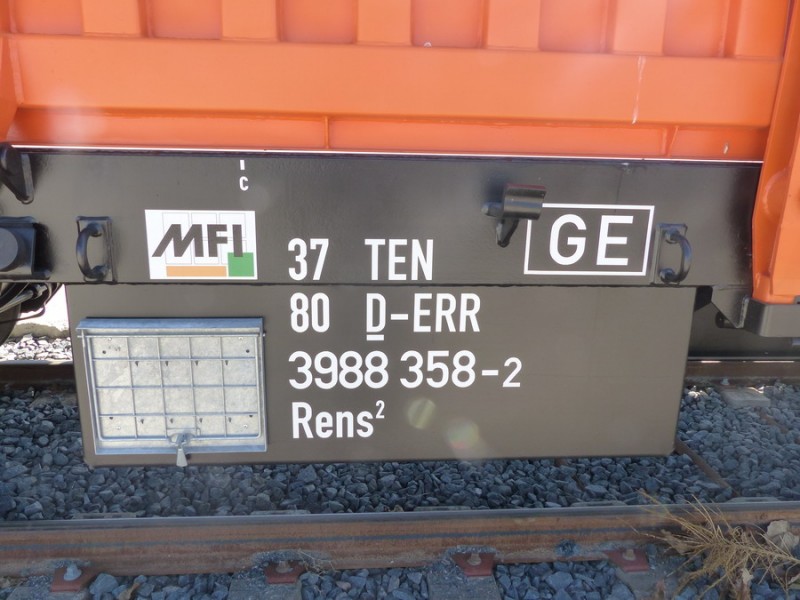 C
MFI
GE
37 TEN
80 D-ERR
3988 358-2
Rens²